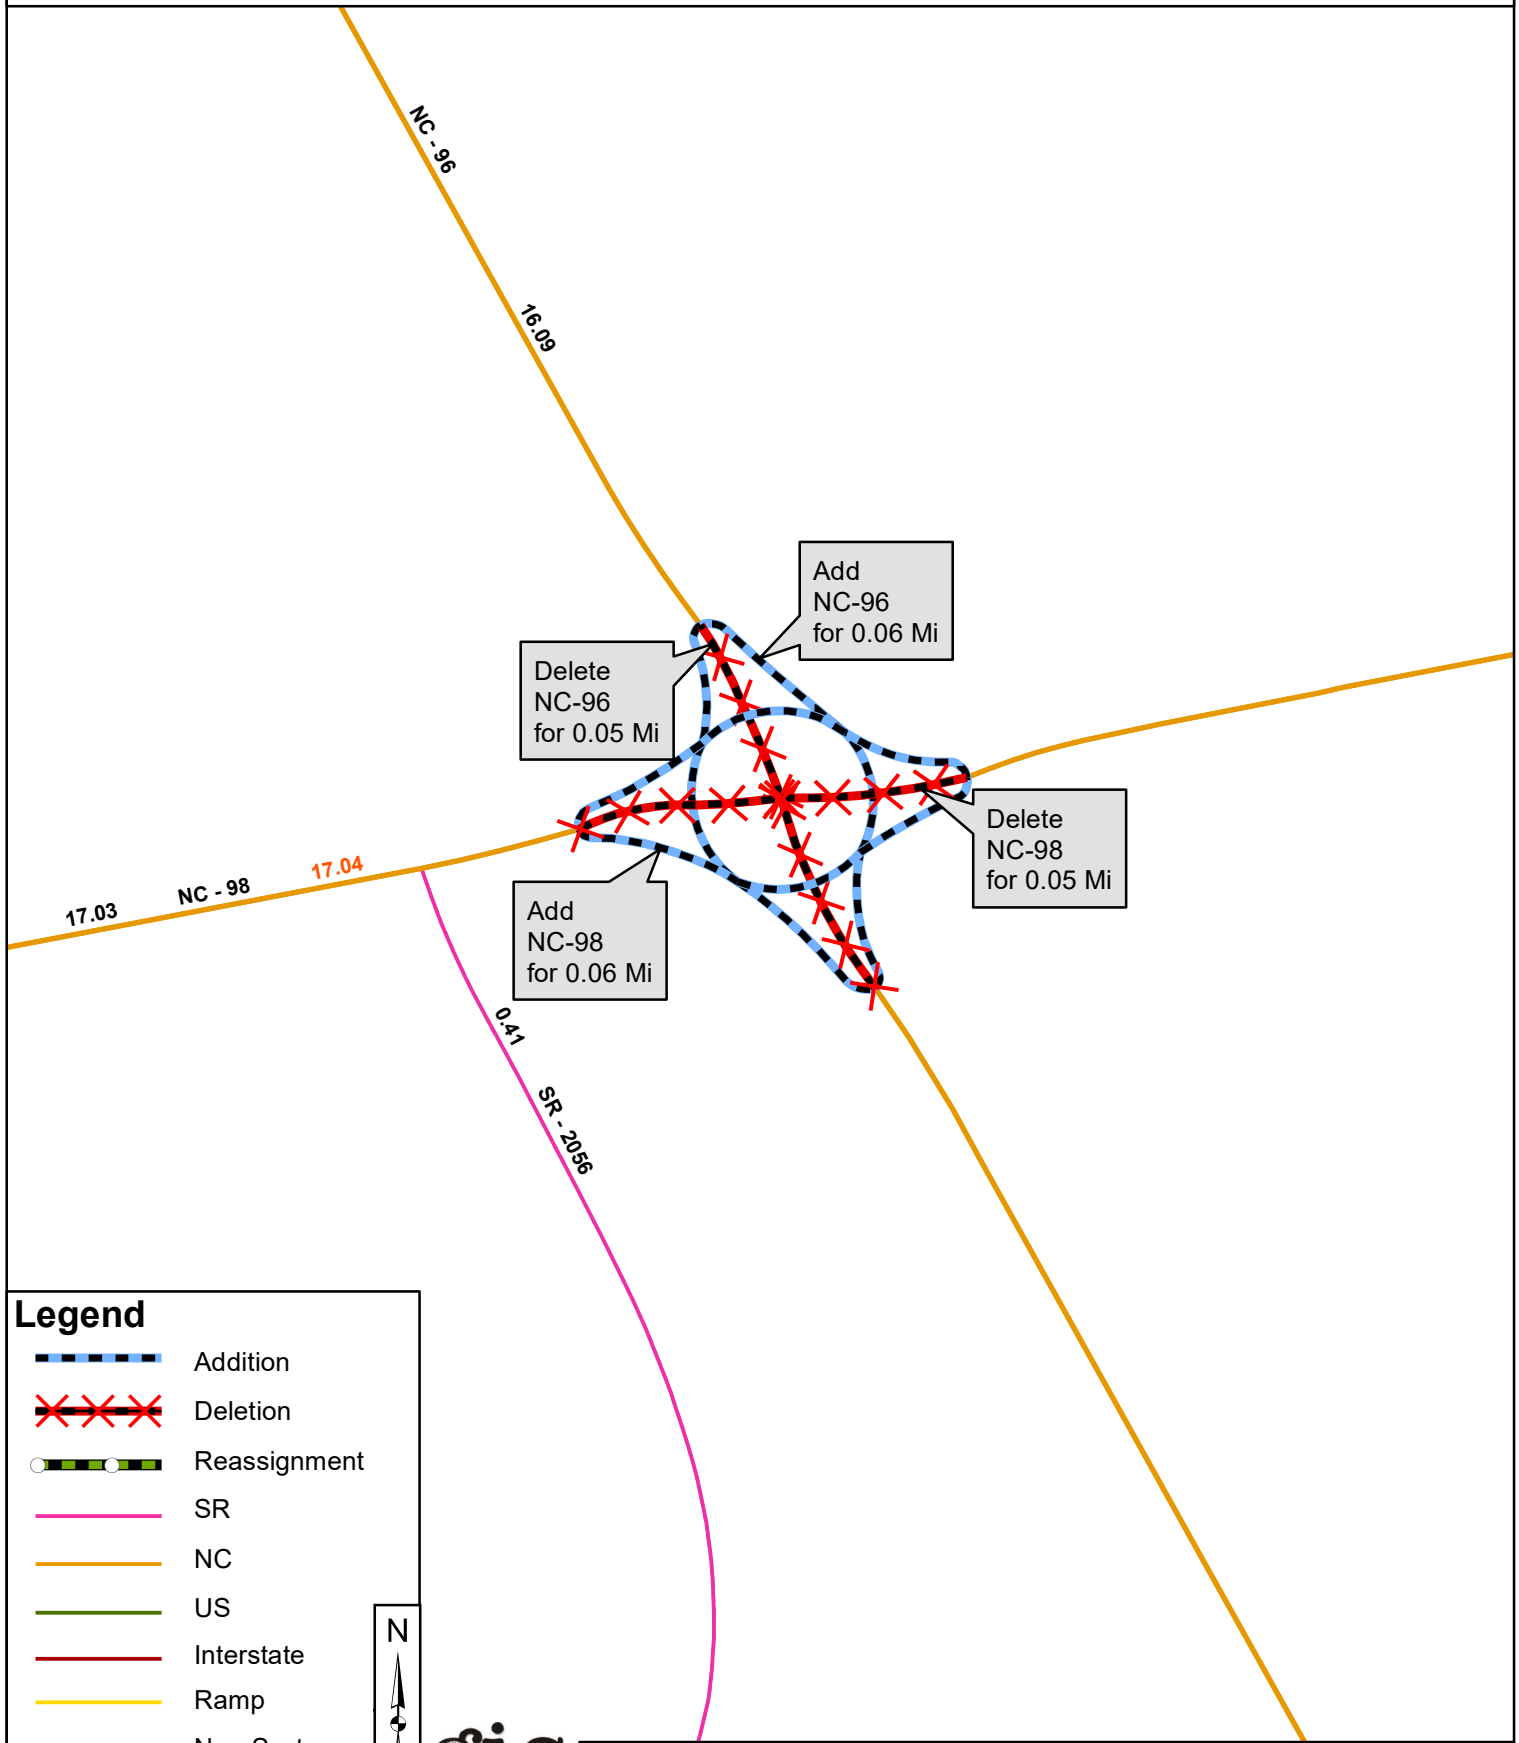 NC - 96
16.09
Add
NC-96
for 0.06 Mi
Delete
NC-96
for 0.05 Mi
Delete
NC-98
for 0.05 Mi
17.03
NC - 98
17.04
Add
NC-98
for 0.06 Mi
0.41
SR - 2056
Legend
Addition
Deletion
Reassignment
SR
NC
US
Interstate
Ramp
N